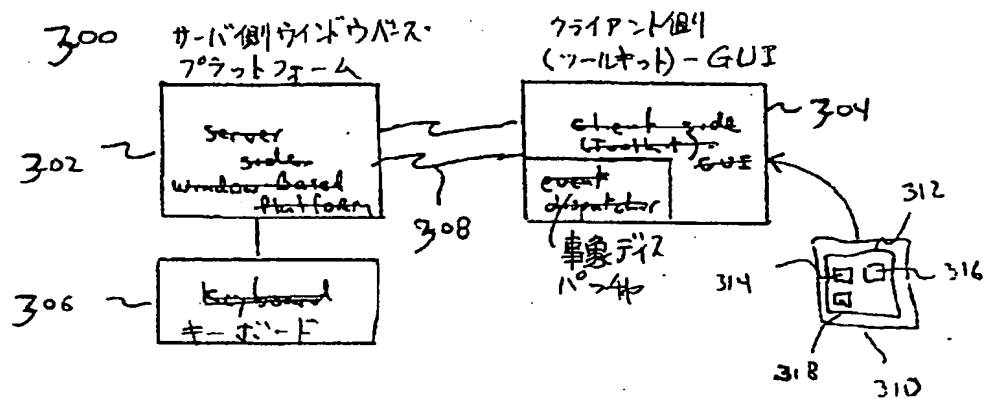 300
サーバ側ウインドウベース・
プラットフォーム
クライアント側
(ツールキット)-GUI
server
side
window-based
platform
302
client side
(Toolkit)-
GUI
304
event
dispatcher
308
事象ディス
パッチャ
312
314
316
306
keyboard
キーボード
318
310